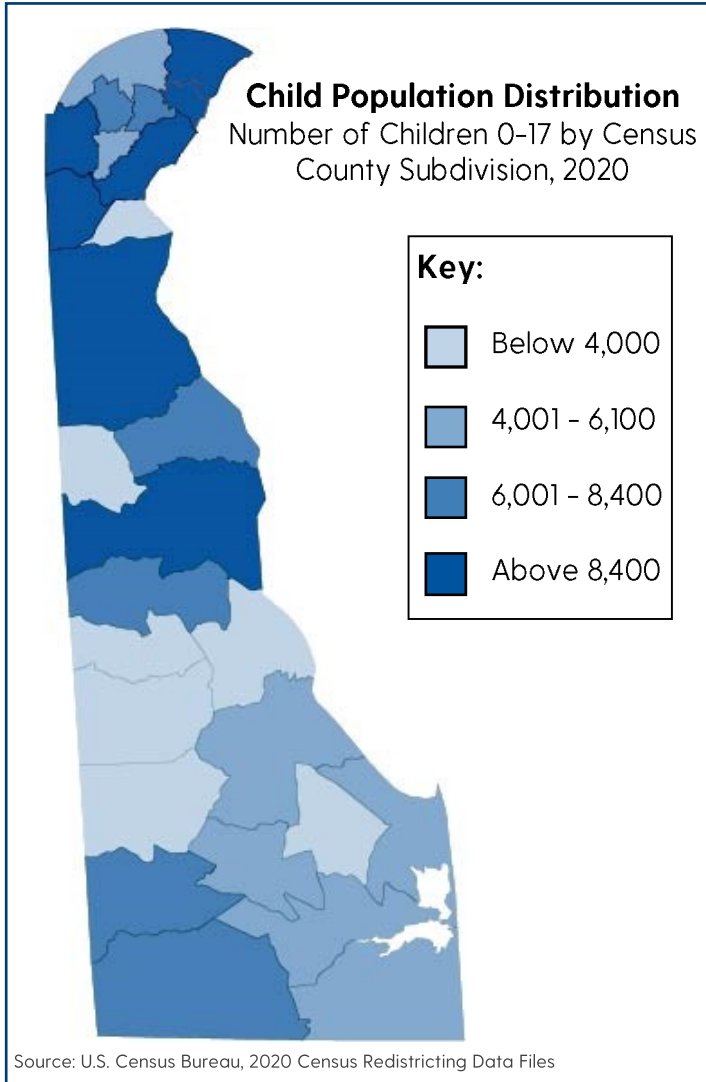 Child Population Distribution
Number of Children 0-17 by Census
County Subdivision, 2020
Key:
Below 4,000
4,001 - 6,100
6,001 - 8,400
Above 8,400
Source: U.S. Census Bureau, 2020 Census Redistricting Data Files